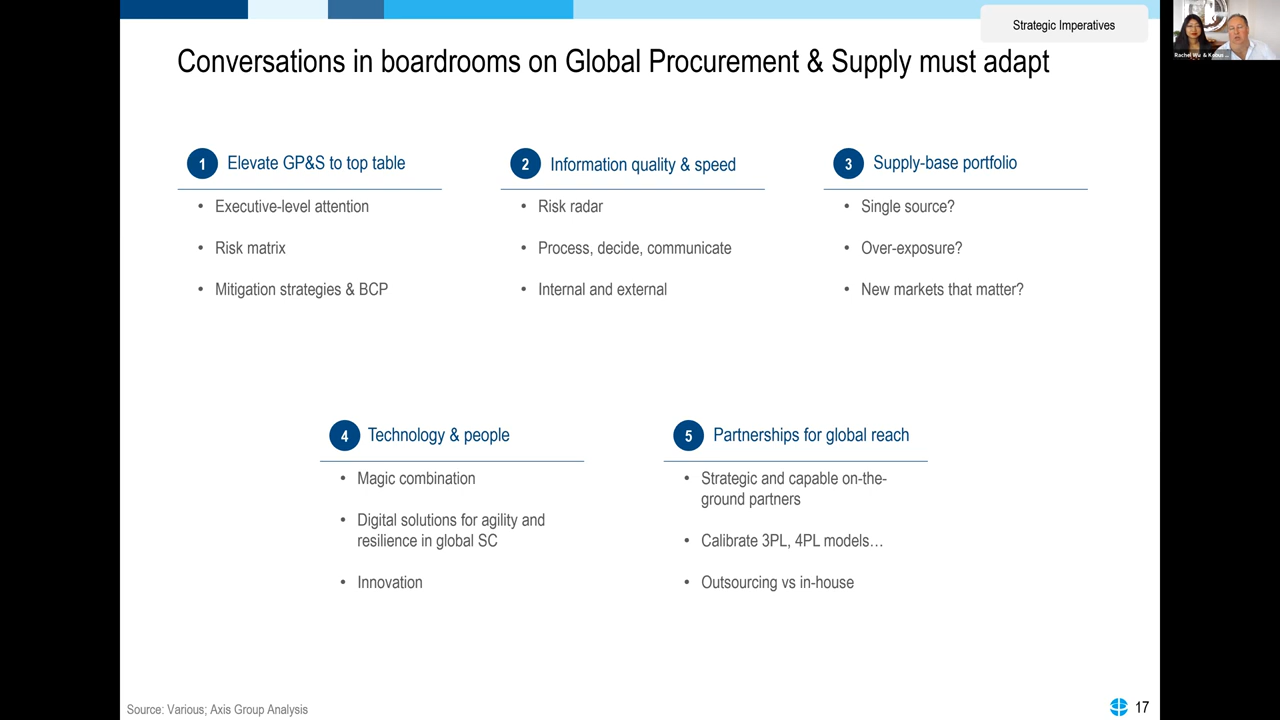 Strategic Imperatives
Conversations in boardrooms on Global Procurement & Supply must adapt
1 Elevate GP&S to top table
• Executive-level attention
• Risk matrix
• Mitigation strategies & BCP
2 Information quality & speed
• Risk radar
• Process, decide, communicate
• Internal and external
3 Supply-base portfolio
• Single source?
• Over-exposure?
• New markets that matter?
4 Technology & people
• Magic combination
• Digital solutions for agility and
resilience in global SC
• Innovation
5 Partnerships for global reach
• Strategic and capable on-the-
ground partners
• Calibrate 3PL, 4PL models…
• Outsourcing vs in-house
Source: Various; Axis Group Analysis
17
Rachel Wu & Kobus ...